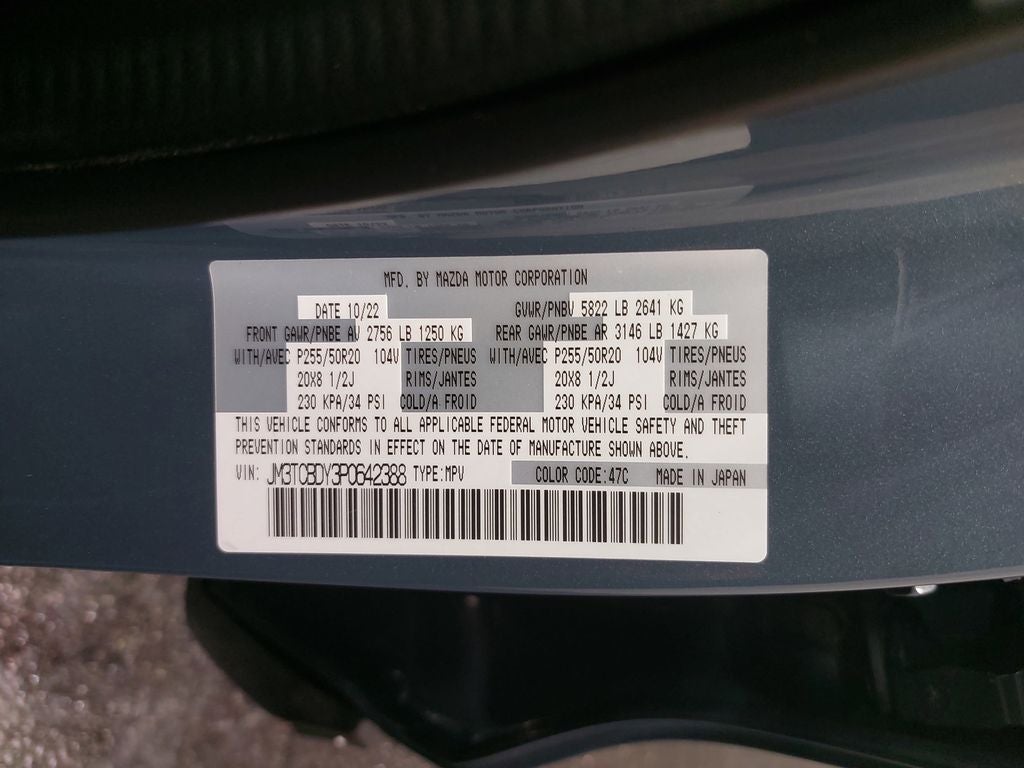 MFD. BY MAZDA MOTOR CORPORATION
DATE 10/22 GVWR/PNBV 5822 LB 2641 KG
FRONT GAWR/PNBE AV 2756 LB 1250 KG REAR GAWR/PNBE AR 3146 LB 1427 KG
WITH/AVEC P255/50R20 104V TIRES/PNEUS WITH/AVEC P255/50R20 104V TIRES/PNEUS
20X8 1/2J RIMS/JANTES 20X8 1/2J RIMS/JANTES
230 KPA/34 PSI COLD/A FROID 230 KPA/34 PSI COLD/A FROID
THIS VEHICLE CONFORMS TO ALL APPLICABLE FEDERAL MOTOR VEHICLE SAFETY AND THEFT
PREVENTION STANDARDS IN EFFECT ON THE DATE OF MANUFACTURE SHOWN ABOVE.
VIN: JM3TCBDY3P0642388 TYPE:MPV COLOR CODE:47C MADE IN JAPAN